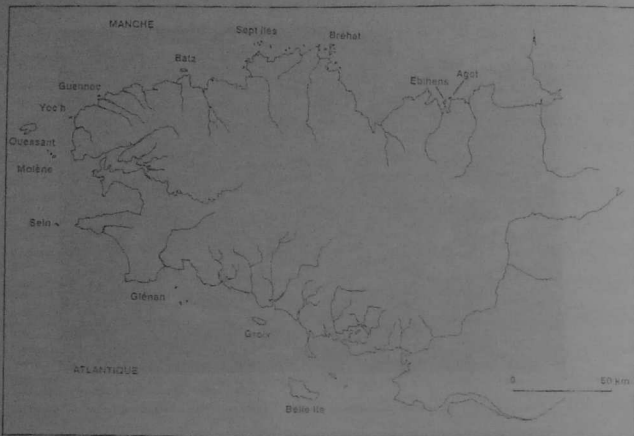 MANCHE
Sept Iles
Bréhat
Batz
Ebihens
Agot
Guennoc
Yoc'h
Ouessant
Molène
Sein
Glénan
Groix
ATLANTIQUE
0 50 km
Belle Ile